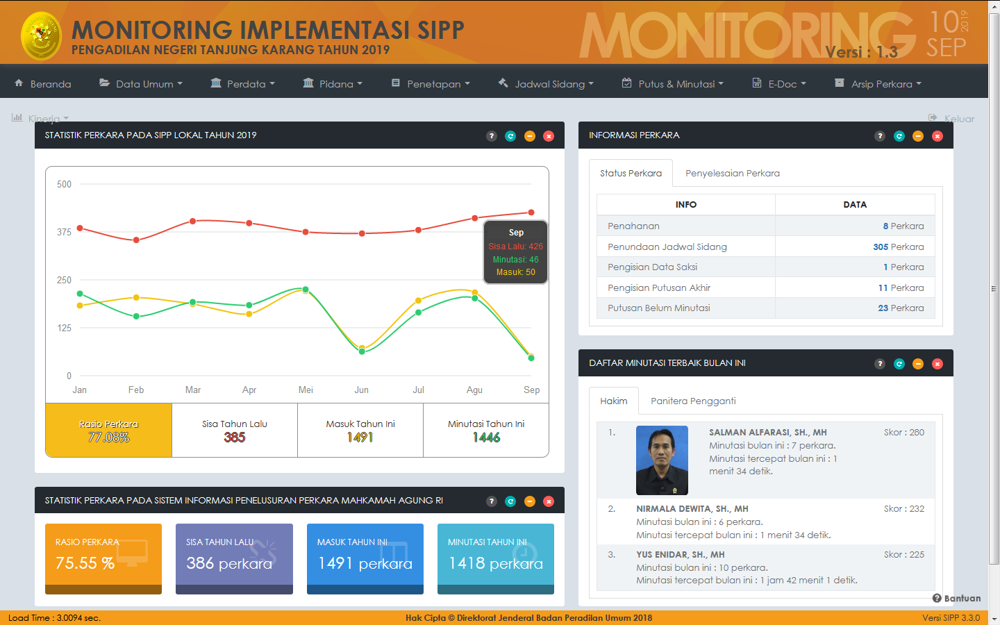 MONITORING IMPLEMENTASI SIPP
PENGADILAN NEGERI TANJUNG KARANG TAHUN 2019
MONITORING
Versi : 1.3
10
SEP
2019
Beranda
Data Umum
Perdata
Pidana
Penetapan
Jadwal Sidang
Putus & Minutasi
E-Doc
Arsip Perkara
Kinerja
Keluar
STATISTIK PERKARA PADA SIPP LOKAL TAHUN 2019
500
375
250
125
0
Jan Feb Mar Apr Mei Jun Jul Agu Sep
Sep
Sisa Lalu: 426
Minutasi: 46
Masuk: 50
Rasio Perkara
77.08%
Sisa Tahun Lalu
385
Masuk Tahun Ini
1491
Minutasi Tahun Ini
1446
STATISTIK PERKARA PADA SISTEM INFORMASI PENELUSURAN PERKARA MAHKAMAH AGUNG RI
RASIO PERKARA
75.55 %
SISA TAHUN LALU
386 perkara
MASUK TAHUN INI
1491 perkara
MINUTASI TAHUN INI
1418 perkara
INFORMASI PERKARA
Status Perkara Penyelesaian Perkara
INFO DATA
Penahanan 8 Perkara
Penundaan Jadwal Sidang 305 Perkara
Pengisian Data Saksi 1 Perkara
Pengisian Putusan Akhir 11 Perkara
Putusan Belum Minutasi 23 Perkara
DAFTAR MINUTASI TERBAIK BULAN INI
Hakim Panitera Pengganti
1. SALMAN ALFARASI, SH., MH Skor : 280
Minutasi bulan ini : 7 perkara.
Minutasi tercepat bulan ini : 1
menit 34 detik.
2. NIRMALA DEWITA, SH., MH Skor : 232
Minutasi bulan ini : 6 perkara.
Minutasi tercepat bulan ini : 1 menit 34 detik.
3. YUS ENIDAR, SH., MH Skor : 225
Minutasi bulan ini : 10 perkara.
Minutasi tercepat bulan ini : 1 jam 42 menit 1 detik.
Bantuan
Load Time : 3.0094 sec.
Hak Cipta © Direktorat Jenderal Badan Peradilan Umum 2018
Versi SIPP 3.3.0